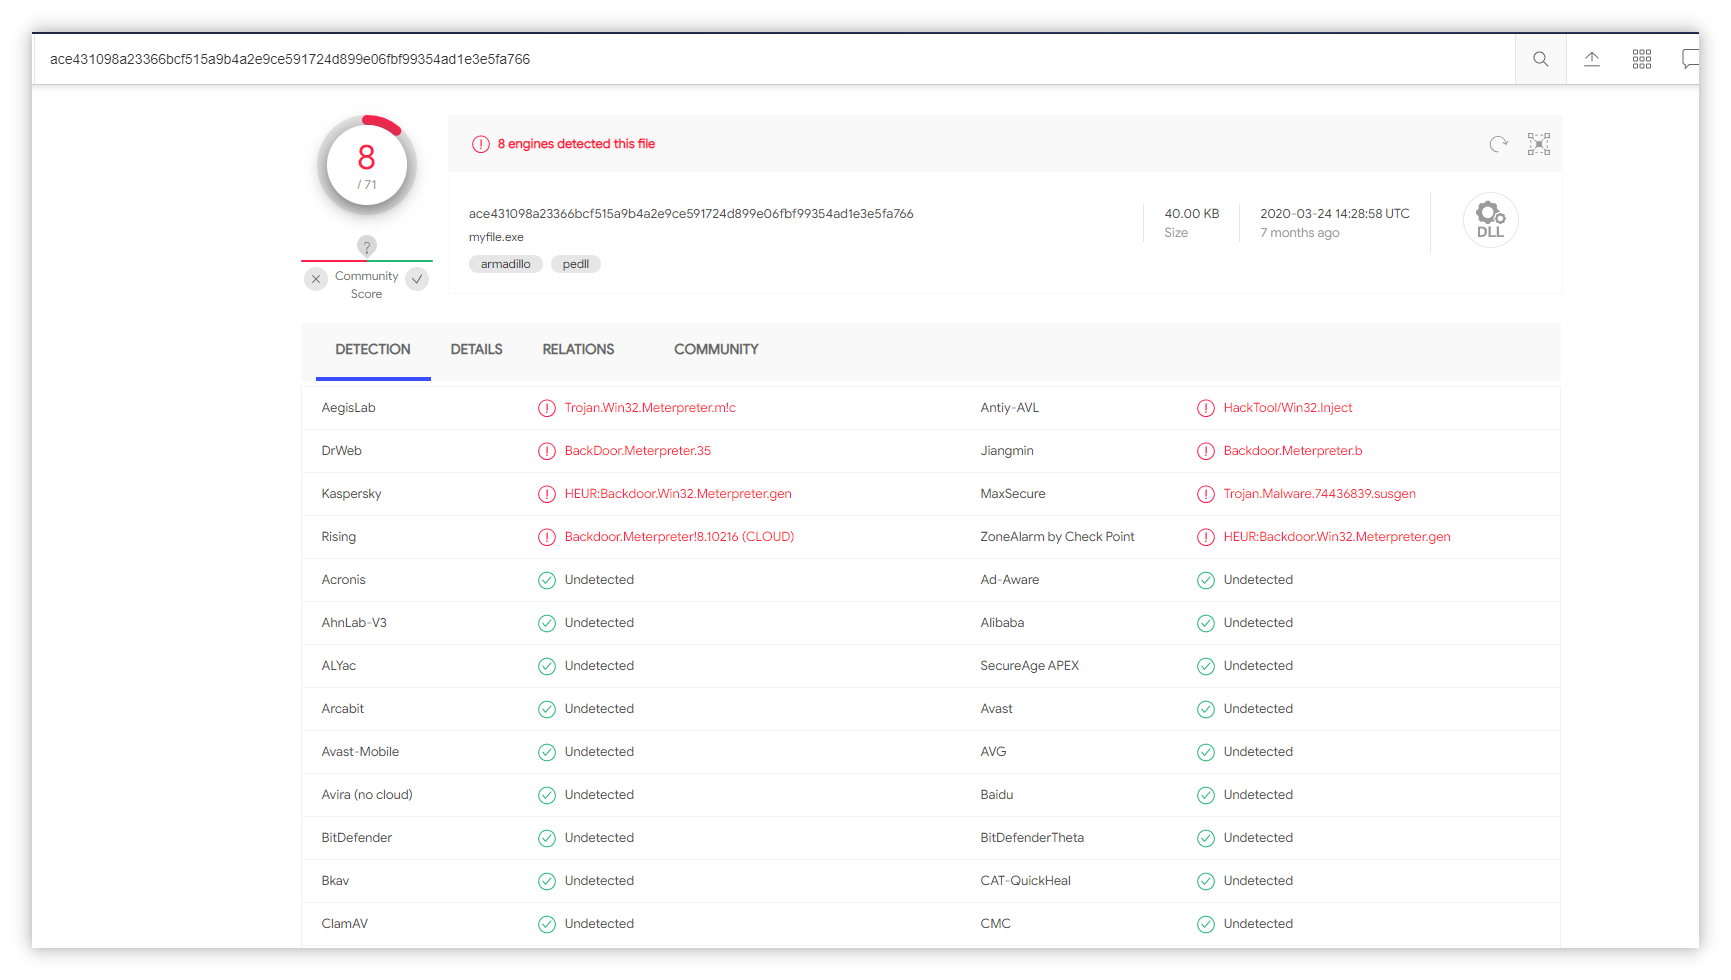 ace431098a23366bcf515a9b4a2e9ce591724d899e06fbf99354ad1e3e5fa766
8
/ 71
?
Community
Score
8 engines detected this file
ace431098a23366bcf515a9b4a2e9ce591724d899e06fbf99354ad1e3e5fa766
myfile.exe
armadillo pedll
40.00 KB
Size
2020-03-24 14:28:58 UTC
7 months ago
DLL
DETECTION DETAILS RELATIONS COMMUNITY
AegisLab Trojan.Win32.Meterpreter.m!c Antiy-AVL HackTool/Win32.Inject
DrWeb BackDoor.Meterpreter.35 Jiangmin Backdoor.Meterpreter.b
Kaspersky HEUR:Backdoor.Win32.Meterpreter.gen MaxSecure Trojan.Malware.74436839.susgen
Rising Backdoor.Meterpreter!8.10216 (CLOUD) ZoneAlarm by Check Point HEUR:Backdoor.Win32.Meterpreter.gen
Acronis Undetected Ad-Aware Undetected
AhnLab-V3 Undetected Alibaba Undetected
ALYac Undetected SecureAge APEX Undetected
Arcabit Undetected Avast Undetected
Avast-Mobile Undetected AVG Undetected
Avira (no cloud) Undetected Baidu Undetected
BitDefender Undetected BitDefenderTheta Undetected
Bkav Undetected CAT-QuickHeal Undetected
ClamAV Undetected CMC Undetected